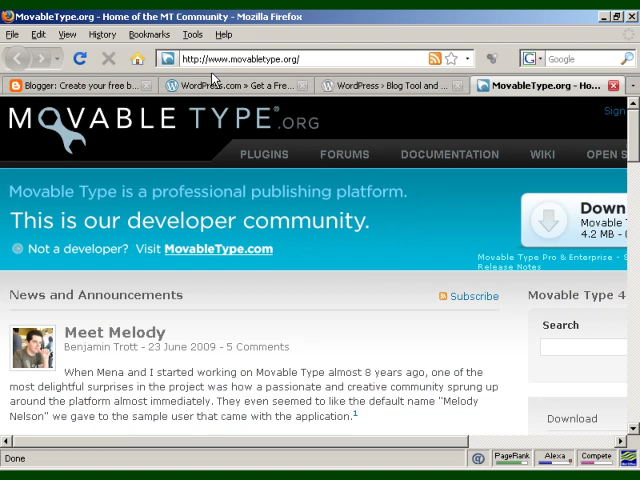 MovableType.org - Home of the MT Community - Mozilla Firefox
File Edit View History Bookmarks Tools Help
http://www.movabletype.org/
Google
Blogger: Create your free b...
WordPress.com » Get a Fre...
WordPress › Blog Tool and ...
MovableType.org - Ho...
MOVABLE TYPE® .ORG
Sign
PLUGINS FORUMS DOCUMENTATION WIKI OPEN S
Movable Type is a professional publishing platform.
This is our developer community.
Not a developer? Visit MovableType.com
Down
Movable T
4.2 MB - (
Movable Type Pro & Enterprise - S
Release Notes
News and Announcements
Subscribe
Meet Melody
Benjamin Trott - 23 June 2009 - 5 Comments
When Mena and I started working on Movable Type almost 8 years ago, one of the
most delightful surprises in the project was how a passionate and creative community sprung up
around the platform almost immediately. They even seemed to like the default name "Melody
Nelson" we gave to the sample user that came with the application.1
Movable Type 4
Search
Download
Done
PageRank
Alexa
Compete